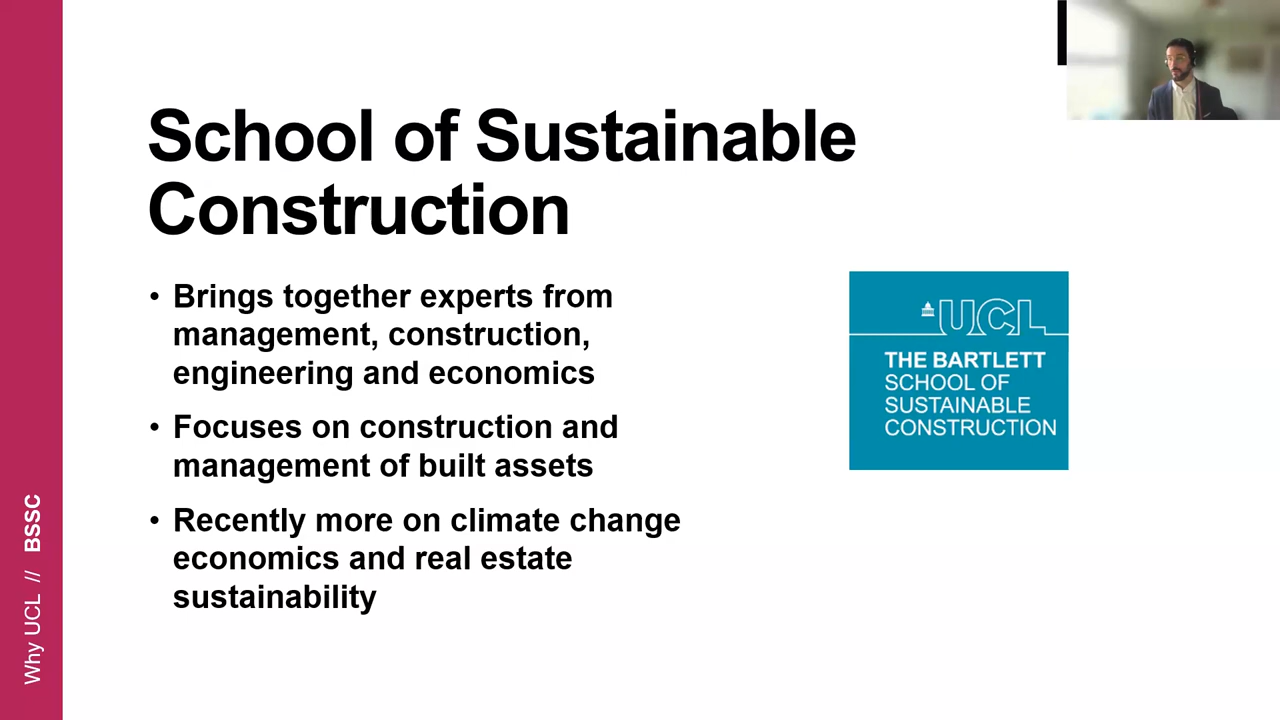 School of Sustainable
Construction
• Brings together experts from
management, construction,
engineering and economics
• Focuses on construction and
management of built assets
• Recently more on climate change
economics and real estate
sustainability
UCL
THE BARTLETT
SCHOOL OF
SUSTAINABLE
CONSTRUCTION
Why UCL // BSSC